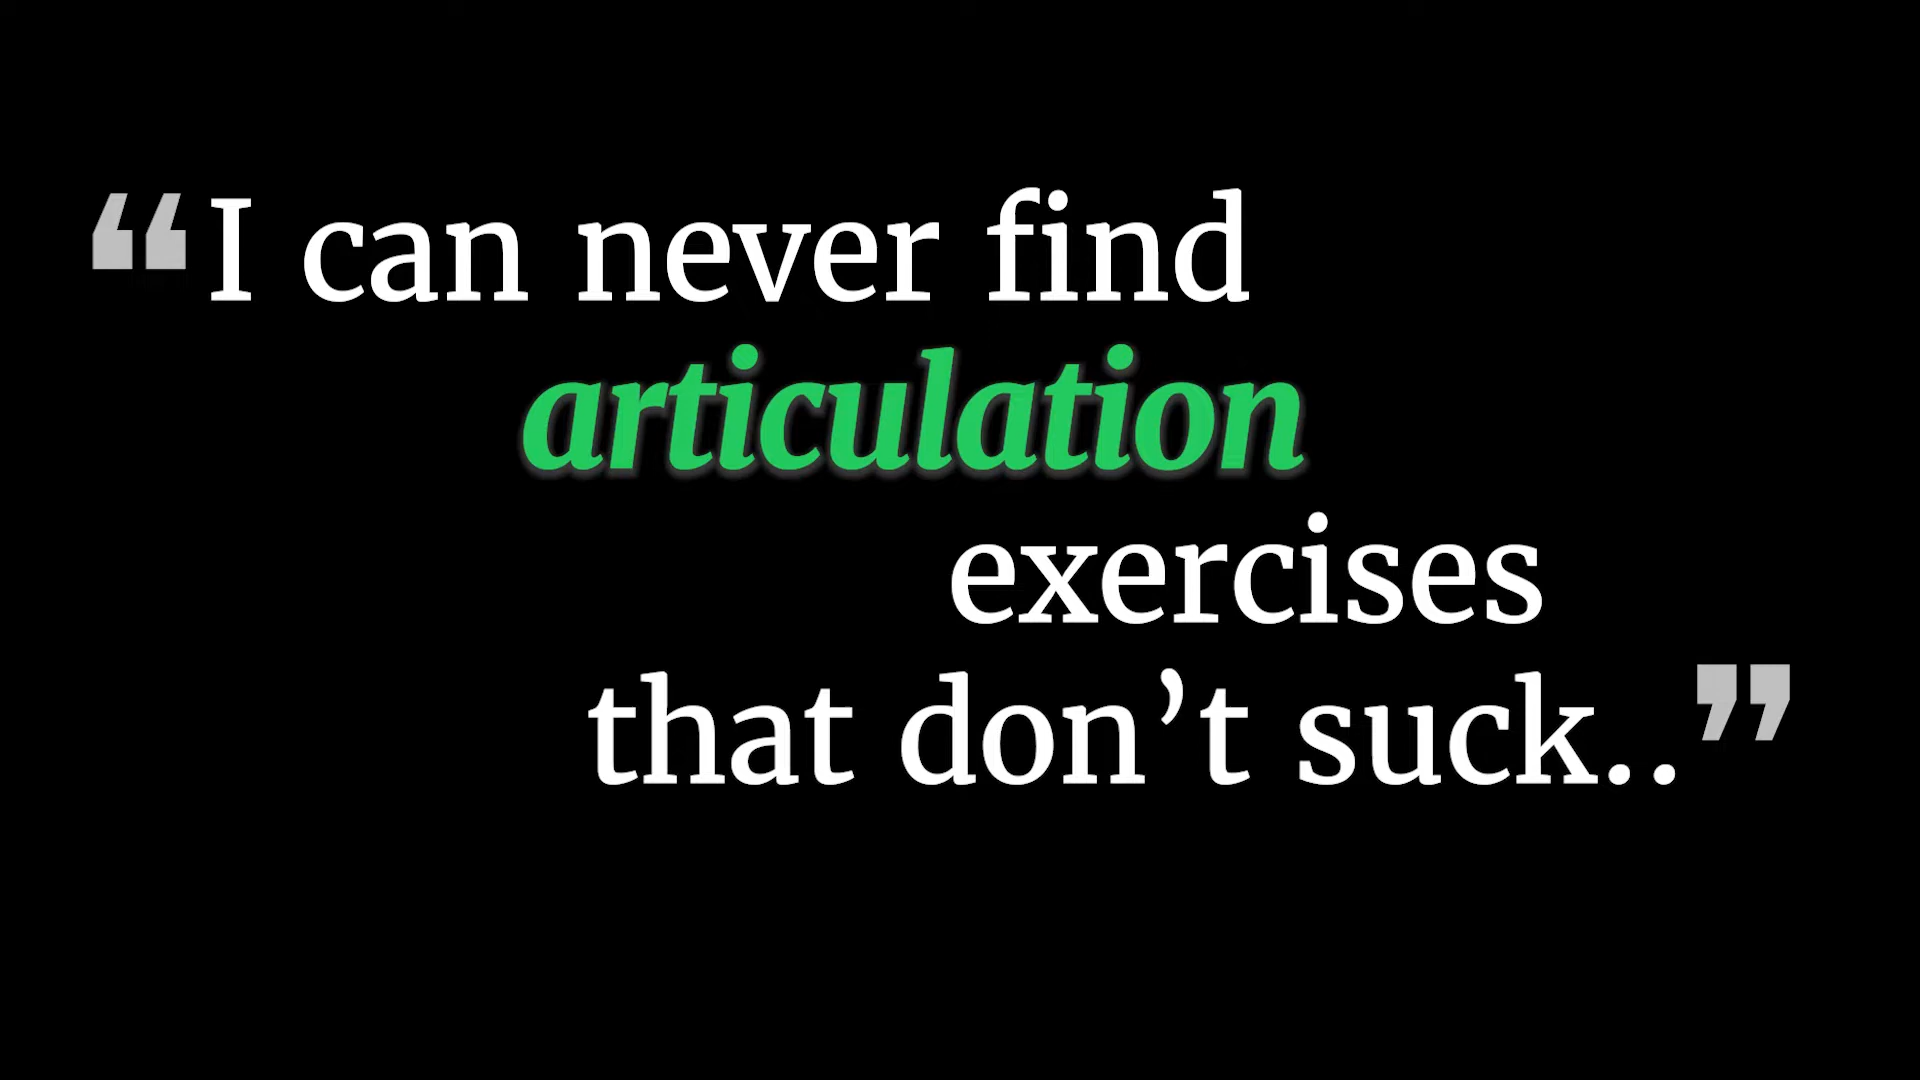 “I can never find
articulation
exercises
that don’t suck..”